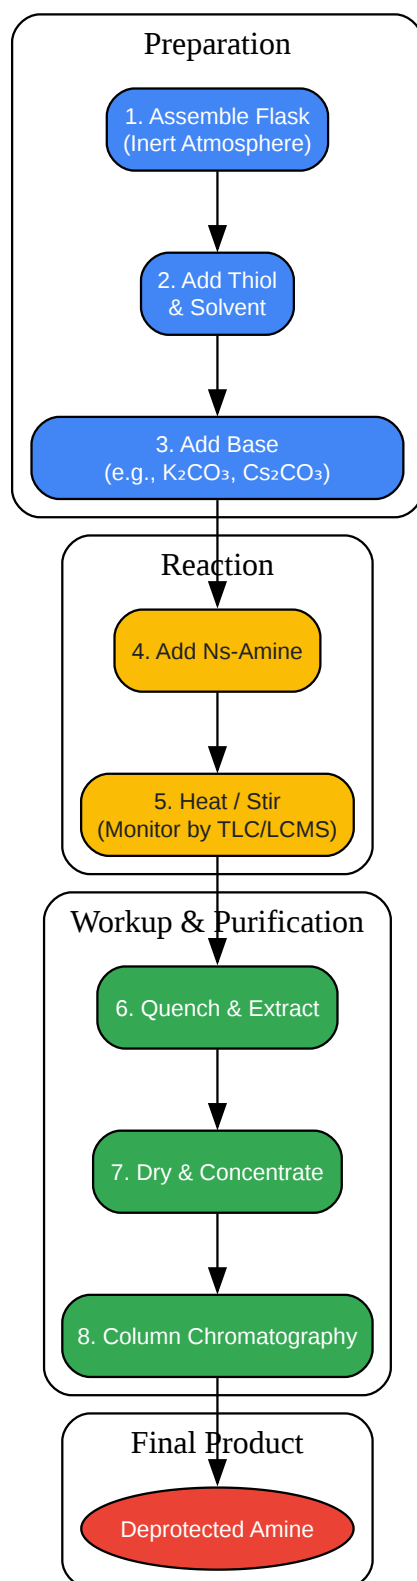 Preparation
1. Assemble Flask
(Inert Atmosphere)
2. Add Thiol
& Solvent
3. Add Base
(e.g., K₂CO₃, Cs₂CO₃)
Reaction
4. Add Ns-Amine
5. Heat / Stir
(Monitor by TLC/LCMS)
Workup & Purification
6. Quench & Extract
7. Dry & Concentrate
8. Column Chromatography
Final Product
Deprotected Amine